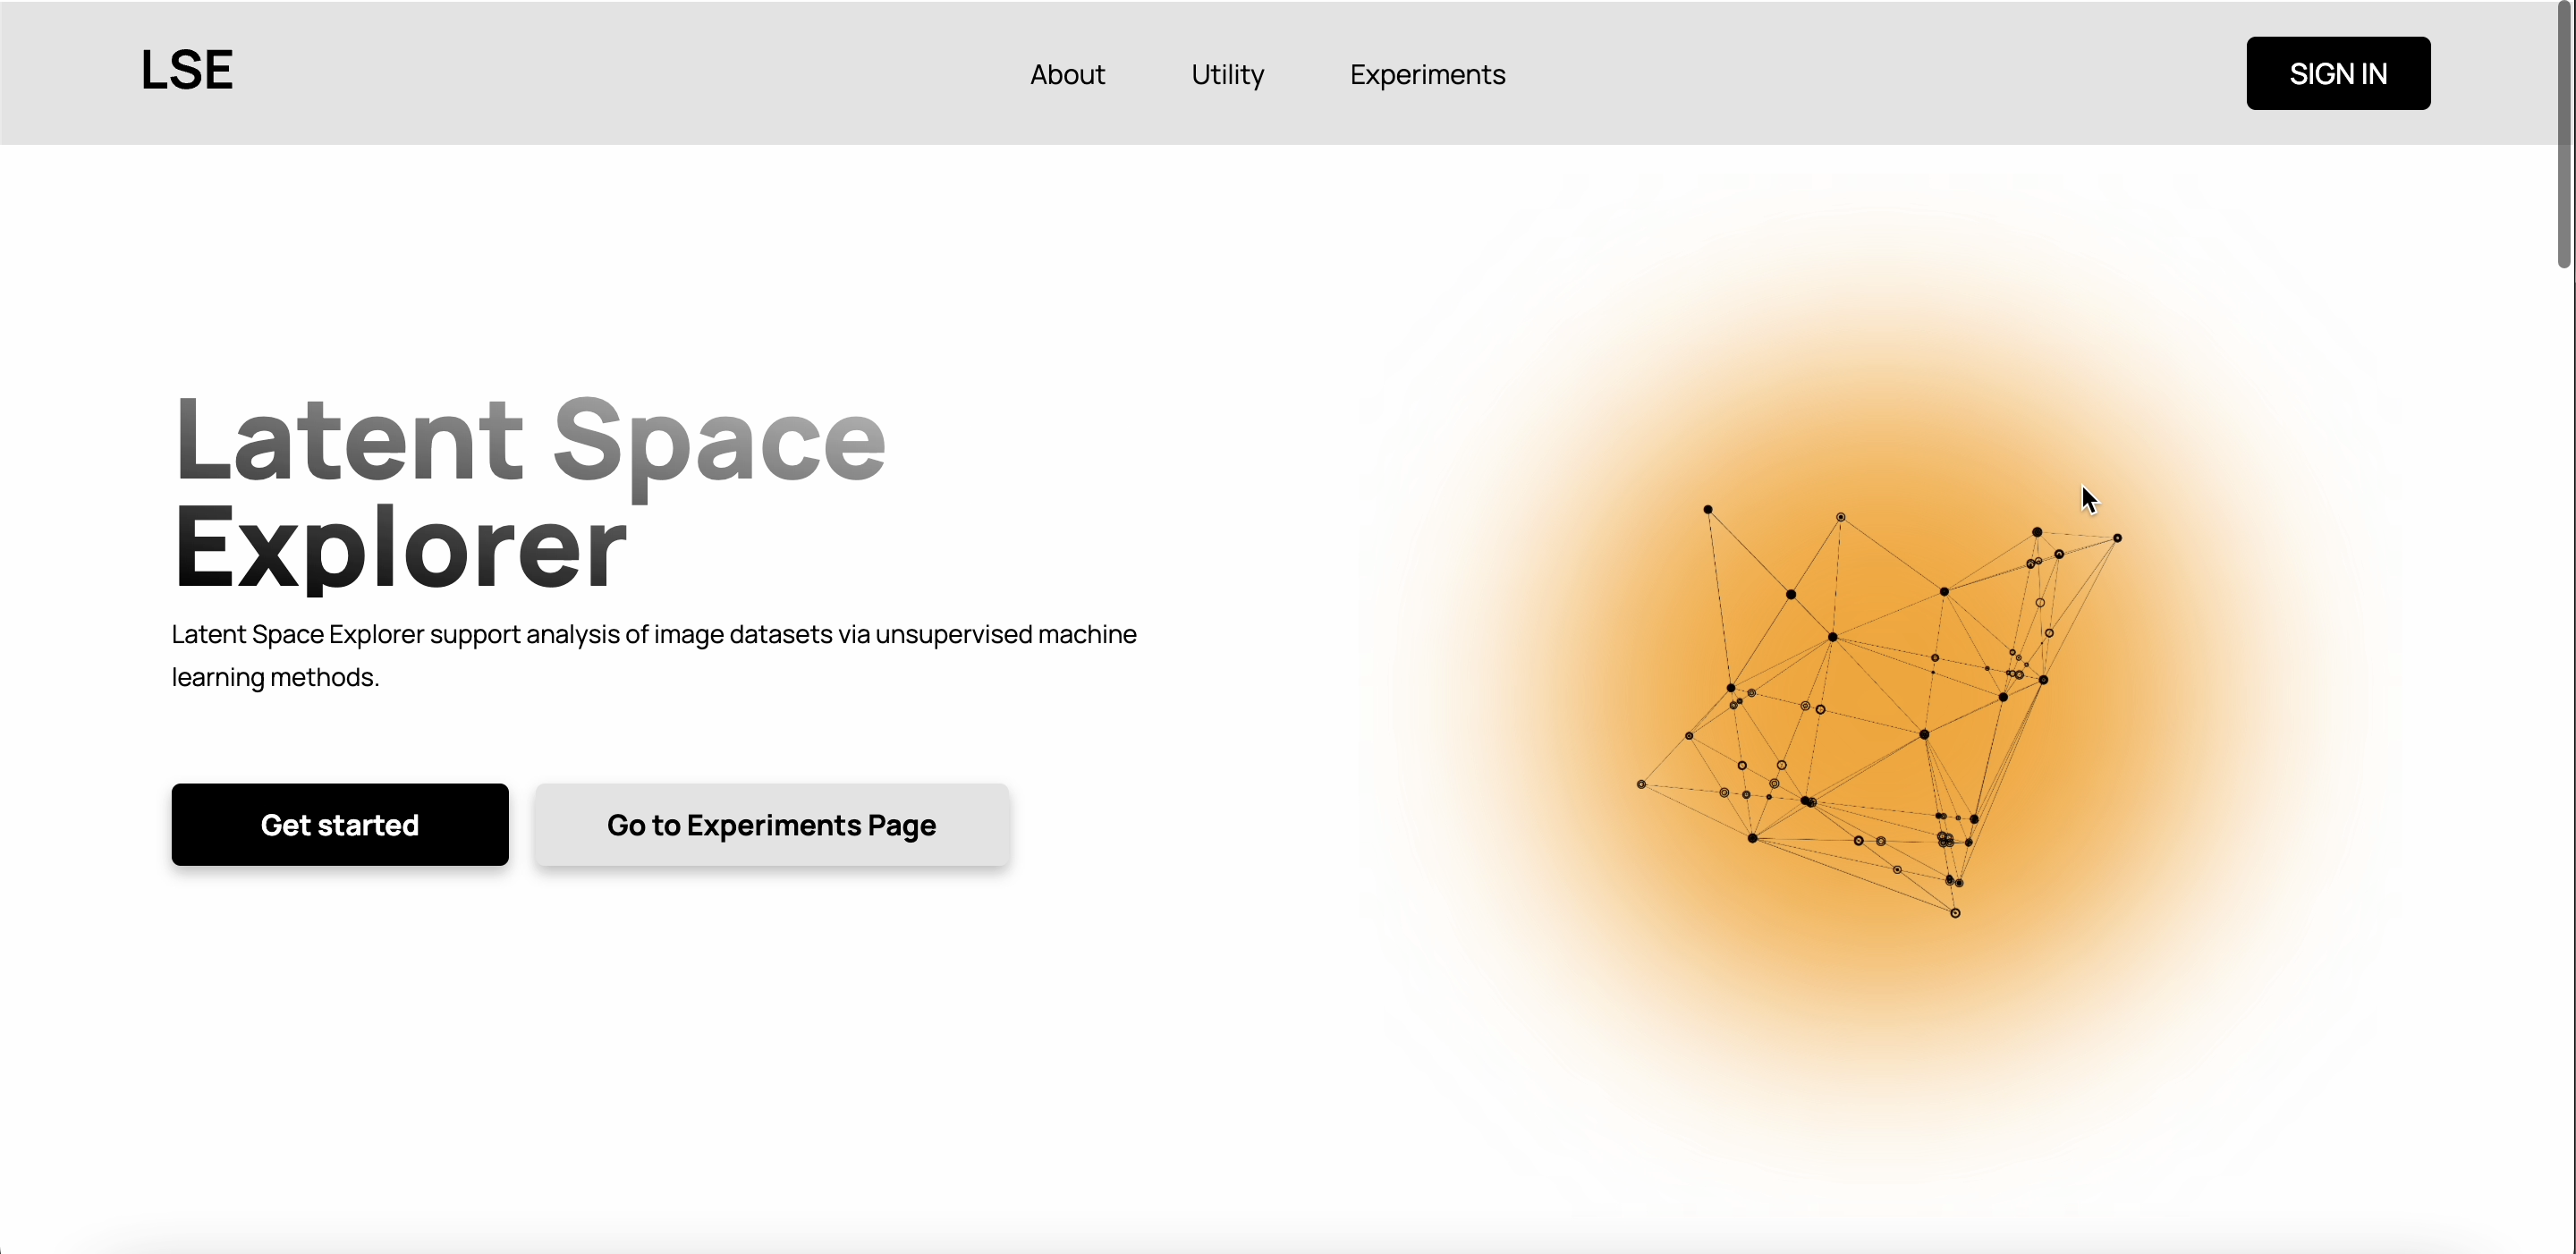 LSE
About
Utility
Experiments
SIGN IN
Latent Space
Explorer
Latent Space Explorer support analysis of image datasets via unsupervised machine
learning methods.
Get started
Go to Experiments Page